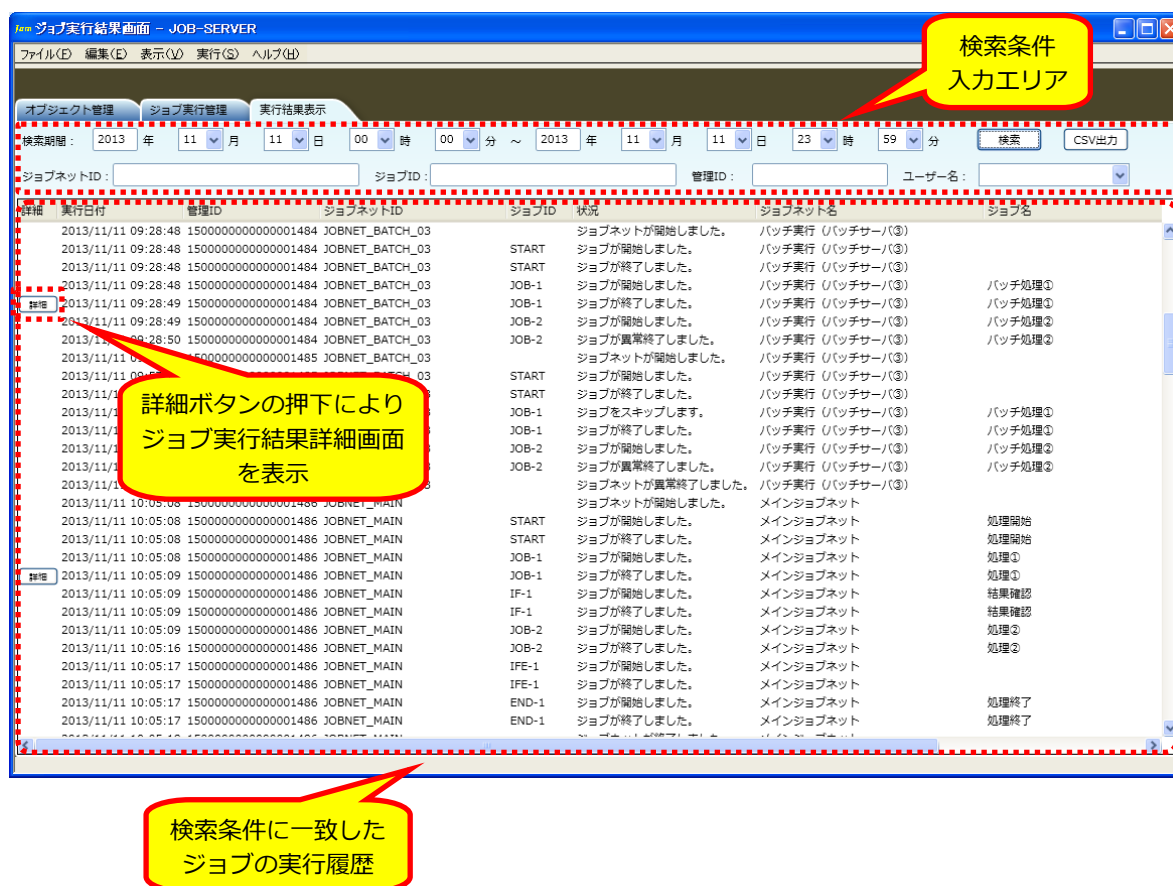 Jam ジョブ実行結果画面 - JOB-SERVER
検索条件
入力エリア
ファイル(F) 編集(E) 表示(V) 実行(S) ヘルプ(H)
オブジェクト管理 ジョブ実行管理 実行結果表示
検索期間： 2013 年 11 月 11 日 00 時 00 分 ～ 2013 年 11 月 11 日 23 時 59 分 検索 CSV出力
ジョブネットID： ジョブID： 管理ID： ユーザー名：
詳細 実行日付 管理ID ジョブネットID ジョブID 状況 ジョブネット名 ジョブ名
2013/11/11 09:28:48 1500000000000001484 JOBNET_BATCH_03 ジョブネットが開始しました。 バッチ実行（バッチサーバ③）
2013/11/11 09:28:48 1500000000000001484 JOBNET_BATCH_03 START ジョブが開始しました。 バッチ実行（バッチサーバ③）
2013/11/11 09:28:48 1500000000000001484 JOBNET_BATCH_03 START ジョブが終了しました。 バッチ実行（バッチサーバ③）
2013/11/11 09:28:48 1500000000000001484 JOBNET_BATCH_03 JOB-1 ジョブが開始しました。 バッチ実行（バッチサーバ③） バッチ処理①
詳細 2013/11/11 09:28:49 1500000000000001484 JOBNET_BATCH_03 JOB-1 ジョブが終了しました。 バッチ実行（バッチサーバ③） バッチ処理①
2013/11/11 09:28:49 1500000000000001484 JOBNET_BATCH_03 JOB-2 ジョブが開始しました。 バッチ実行（バッチサーバ③） バッチ処理②
2013/11/11 09:28:50 1500000000000001484 JOBNET_BATCH_03 JOB-2 ジョブが異常終了しました。 バッチ実行（バッチサーバ③） バッチ処理②
2013/11/11 1500000000000001485 JOBNET_BATCH_03 ジョブネットが開始しました。 バッチ実行（バッチサーバ③）
2013/11/11 JOBNET_BATCH_03 START ジョブが開始しました。 バッチ実行（バッチサーバ③）
START ジョブが終了しました。 バッチ実行（バッチサーバ③）
JOB-1 ジョブをスキップします。 バッチ実行（バッチサーバ③） バッチ処理①
JOB-1 ジョブが終了しました。 バッチ実行（バッチサーバ③） バッチ処理①
JOB-2 ジョブが開始しました。 バッチ実行（バッチサーバ③） バッチ処理②
JOB-2 ジョブが異常終了しました。 バッチ実行（バッチサーバ③） バッチ処理②
ジョブネットが異常終了しました。 バッチ実行（バッチサーバ③）
詳細ボタンの押下により
ジョブ実行結果詳細画面
を表示
2013/11/11 10:05:08 1500000000000001486 JOBNET_MAIN ジョブネットが開始しました。 メインジョブネット
2013/11/11 10:05:08 1500000000000001486 JOBNET_MAIN START ジョブが開始しました。 メインジョブネット 処理開始
2013/11/11 10:05:08 1500000000000001486 JOBNET_MAIN START ジョブが終了しました。 メインジョブネット 処理開始
2013/11/11 10:05:08 1500000000000001486 JOBNET_MAIN JOB-1 ジョブが開始しました。 メインジョブネット 処理①
詳細 2013/11/11 10:05:09 1500000000000001486 JOBNET_MAIN JOB-1 ジョブが終了しました。 メインジョブネット 処理①
2013/11/11 10:05:09 1500000000000001486 JOBNET_MAIN IF-1 ジョブが開始しました。 メインジョブネット 結果確認
2013/11/11 10:05:09 1500000000000001486 JOBNET_MAIN IF-1 ジョブが終了しました。 メインジョブネット 結果確認
2013/11/11 10:05:09 1500000000000001486 JOBNET_MAIN JOB-2 ジョブが開始しました。 メインジョブネット 処理②
2013/11/11 10:05:16 1500000000000001486 JOBNET_MAIN JOB-2 ジョブが終了しました。 メインジョブネット 処理②
2013/11/11 10:05:17 1500000000000001486 JOBNET_MAIN IFE-1 ジョブが開始しました。 メインジョブネット
2013/11/11 10:05:17 1500000000000001486 JOBNET_MAIN IFE-1 ジョブが終了しました。 メインジョブネット
2013/11/11 10:05:17 1500000000000001486 JOBNET_MAIN END-1 ジョブが開始しました。 メインジョブネット 処理終了
2013/11/11 10:05:17 1500000000000001486 JOBNET_MAIN END-1 ジョブが終了しました。 メインジョブネット 処理終了
検索条件に一致した
ジョブの実行履歴